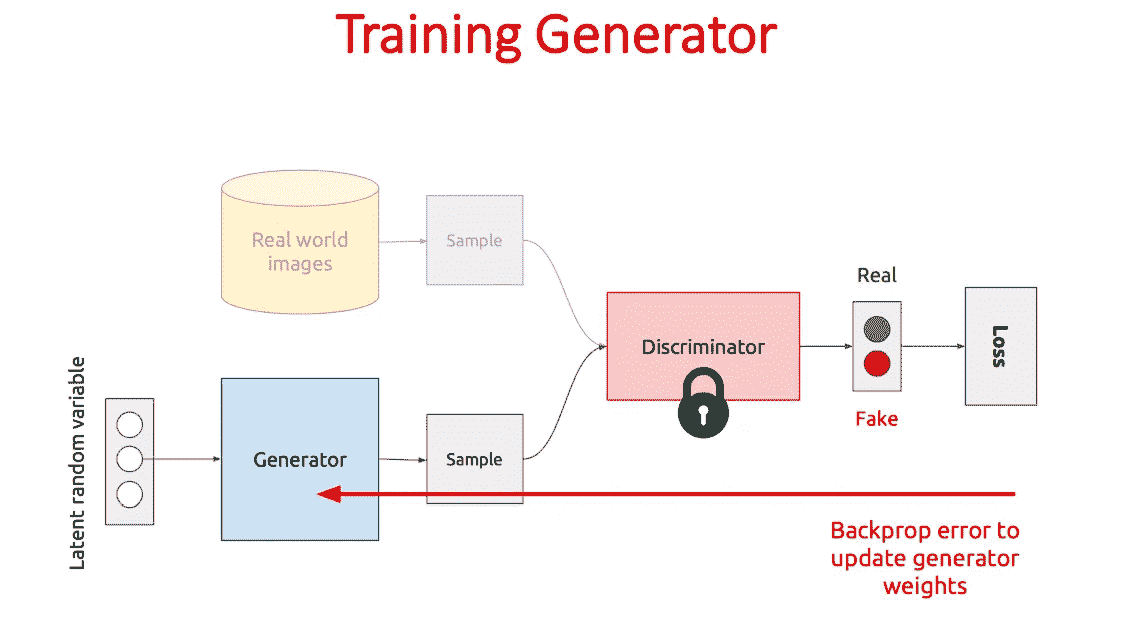 Training Generator
Real world
images
Sample
Latent random variable
Generator
Sample
Discriminator
Real
Fake
Loss
Backprop error to
update generator
weights